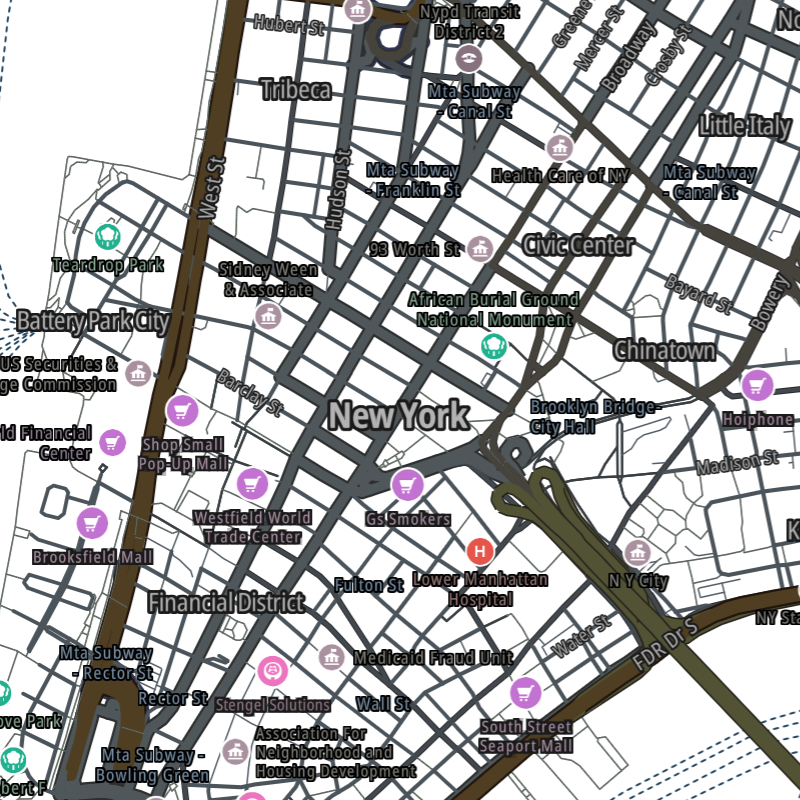 Nypd Transit
District 2
Hubert St
Greene
Mercer St
Broadway
Crosby St
No
Tribeca
Mta Subway
- Canal St
Little Italy
West St
Hudson St
Mta Subway
- Franklin St
Health Care of NY
Mta Subway
- Canal St
93 Worth St
Civic Center
Teardrop Park
Sidney Ween
& Associate
African Burial Ground
National Monument
Bayard St
Bowery
Battery Park City
Chinatown
US Securities &
ge Commission
Barclay St
New York
Brooklyn Bridge-
City Hall
Hoiphone
ld Financial
Center
Shop Small
Pop-Up Mall
Madison St
Westfield World
Trade Center
Gs Smokers
Brooksfield Mall
K
Lower Manhattan
Hospital
N Y City
Fulton St
Financial District
NY Sta
Water St
FDR Dr S
Mta Subway
- Rector St
Medicaid Fraud Unit
Rector St
Stengel Solutions
Wall St
ove Park
South Street
Seaport Mall
Association For
Neighborhood and
Housing Development
Mta Subway -
Bowling Green
bert F